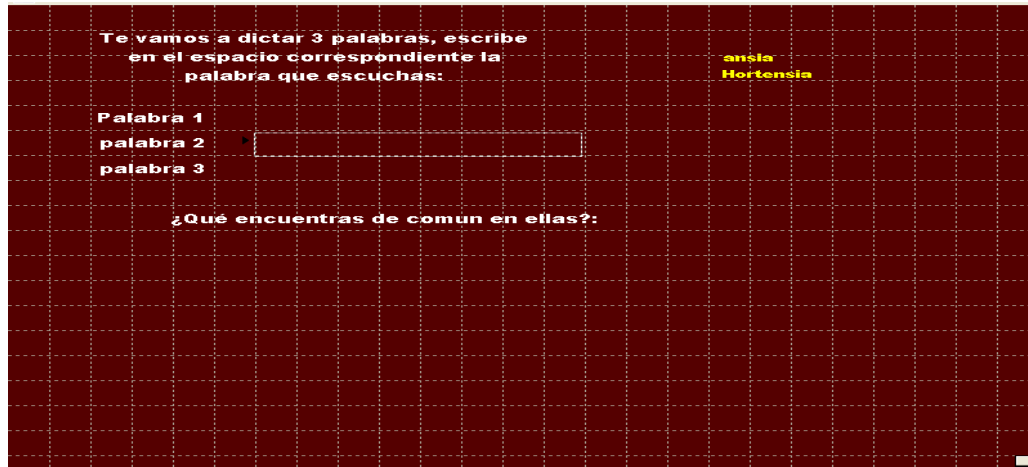 Te vamos a dictar 3 palabras, escribe
en el espacio correspondiente la
palabra que escuchas:
ansia
Hortensia
Palabra 1
palabra 2
palabra 3
¿Qué encuentras de comun en ellas?: